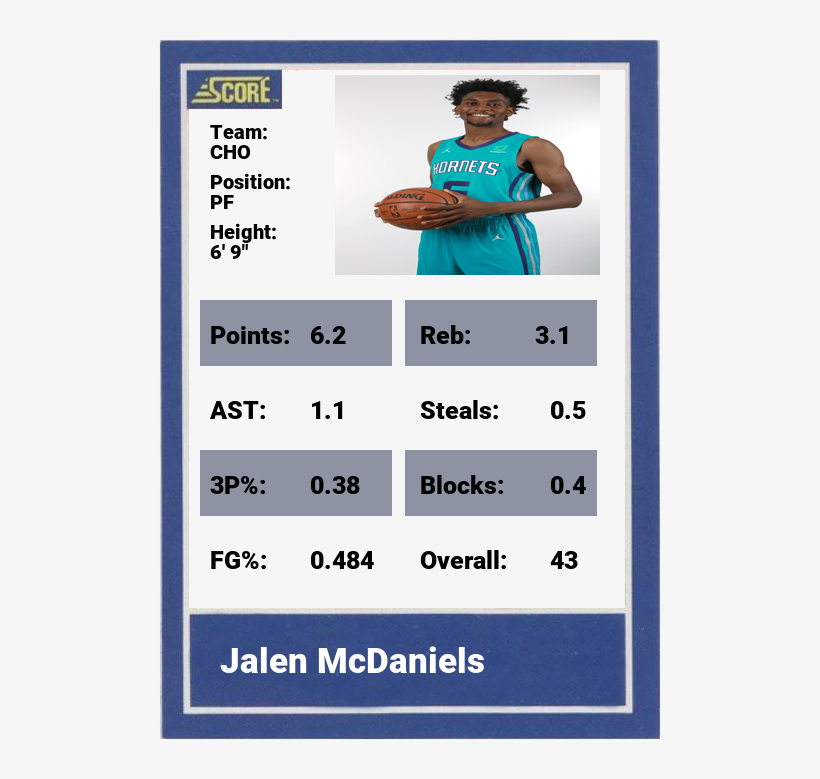 SCORE
Team:
CHO
Position:
PF
Height:
6' 9"
HORNETS
Points: 6.2 Reb: 3.1
AST: 1.1 Steals: 0.5
3P%: 0.38 Blocks: 0.4
FG%: 0.484 Overall: 43
Jalen McDaniels